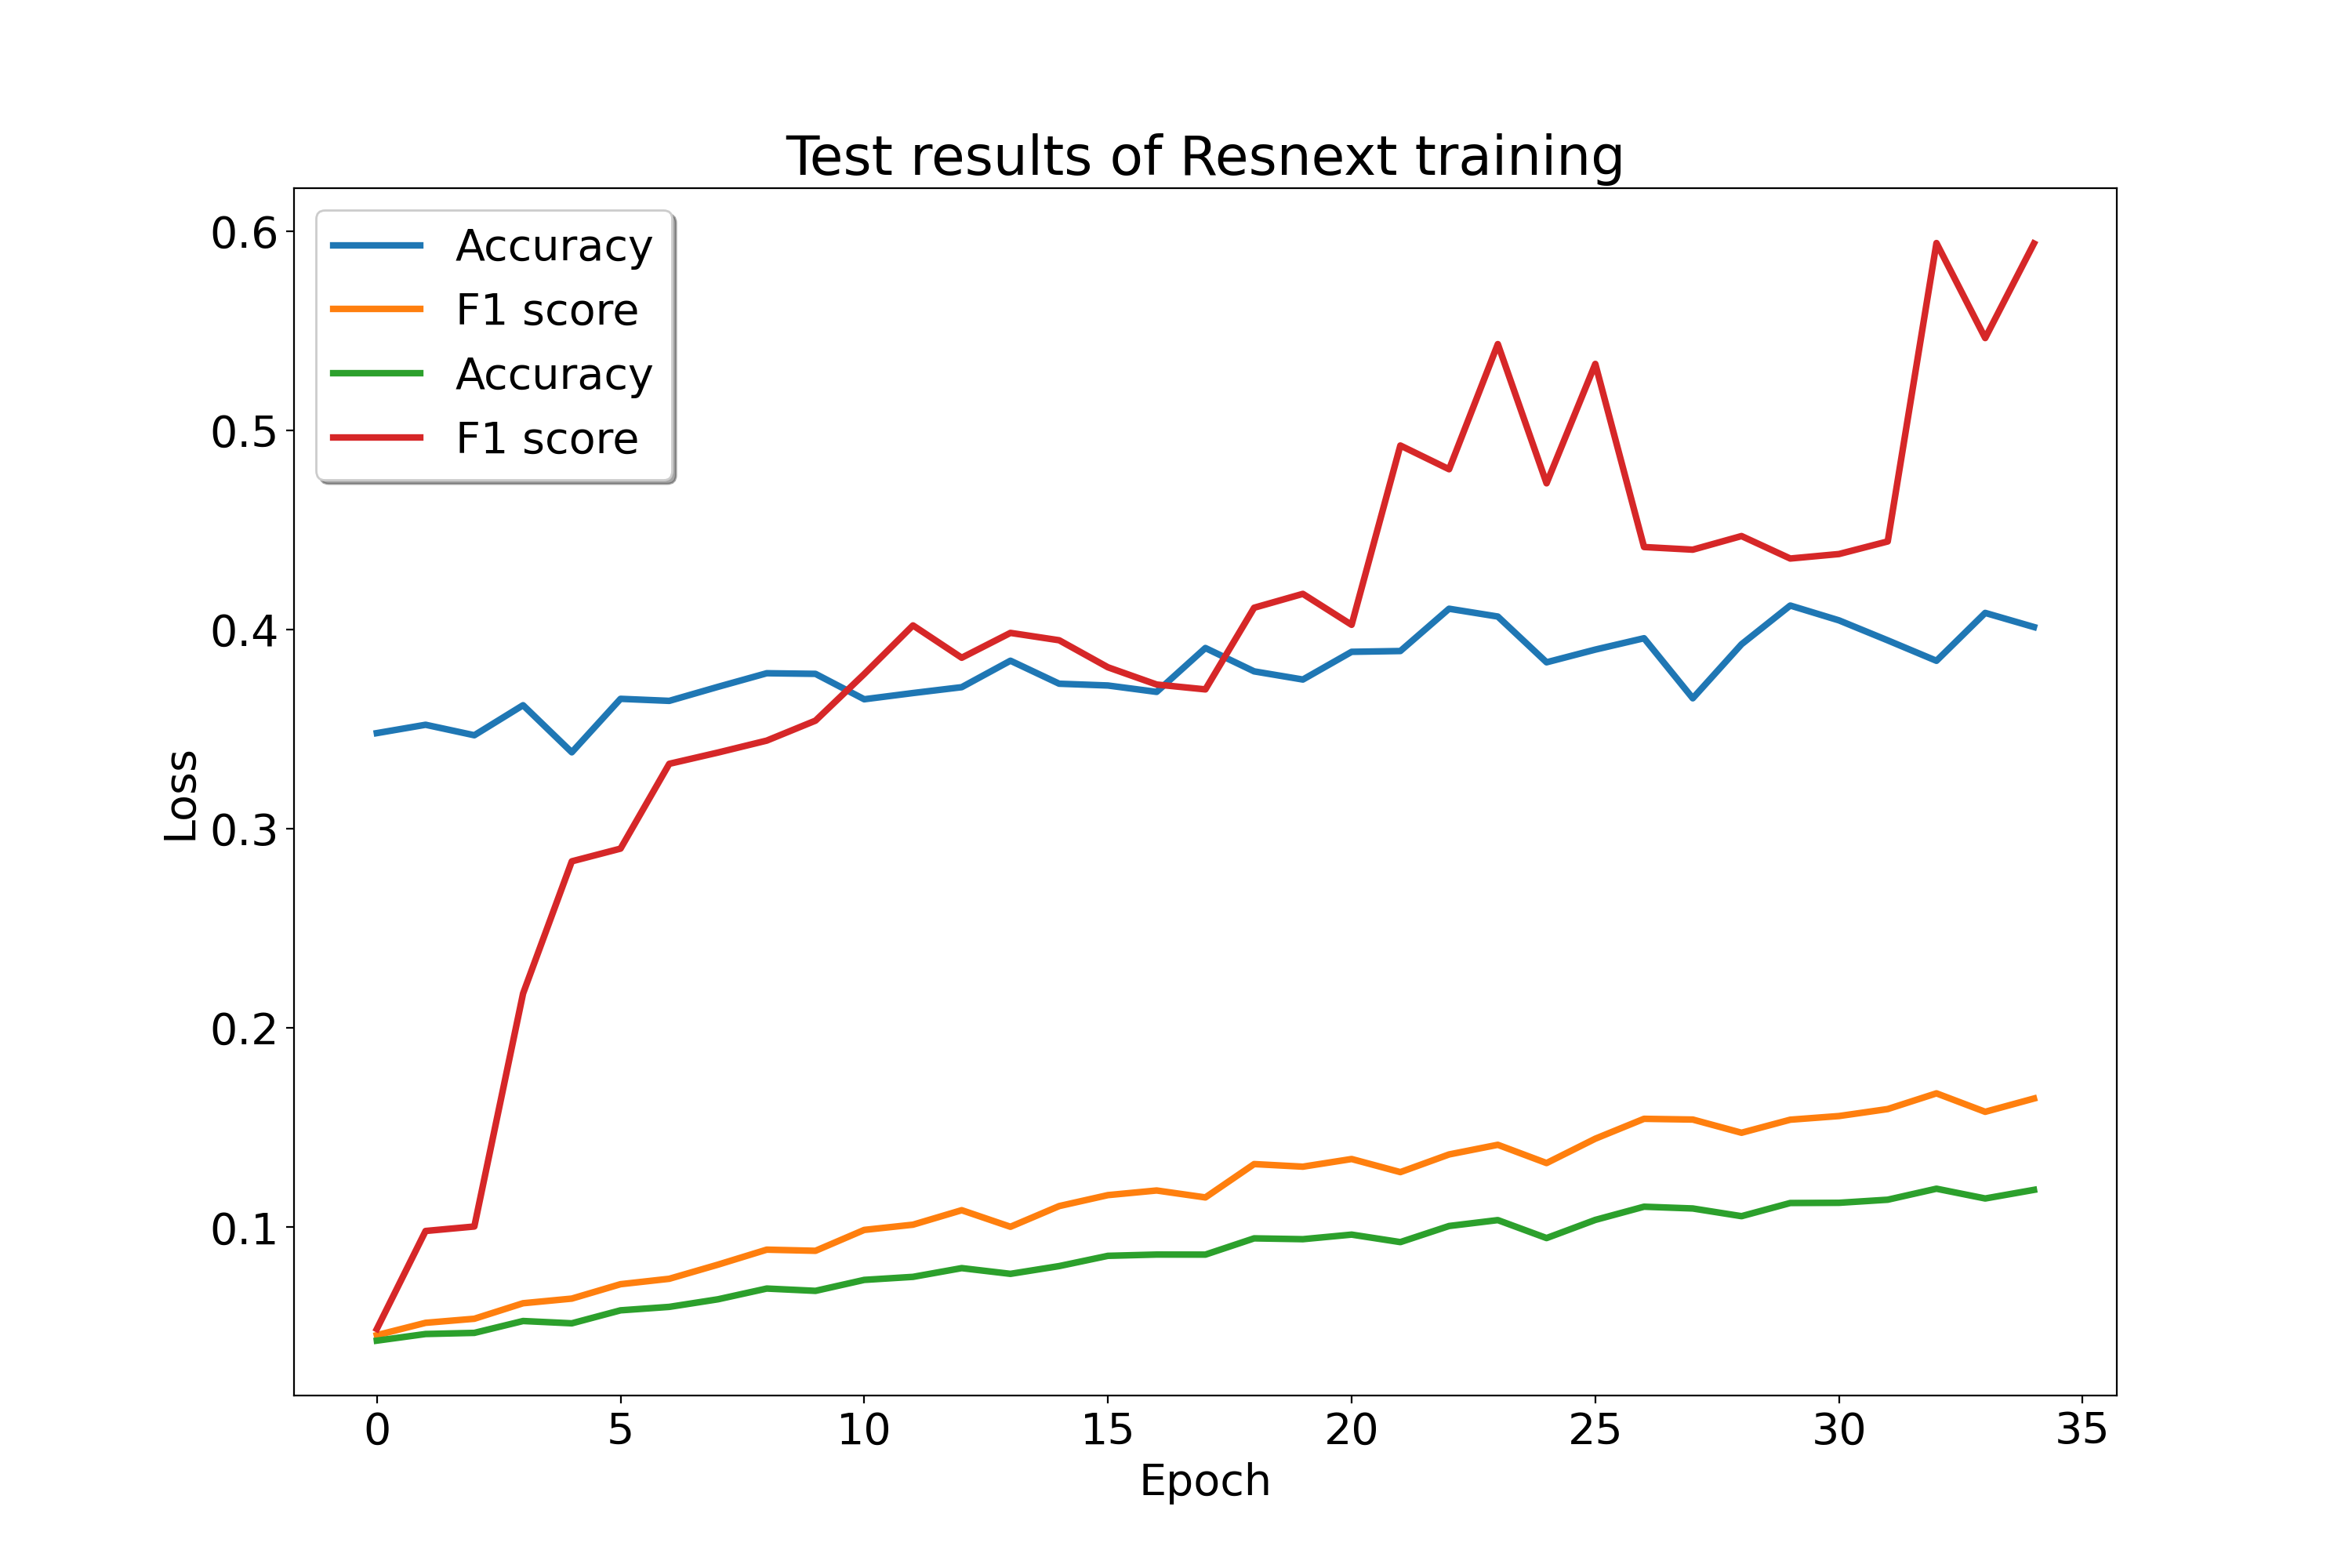 Test results of Resnext training
Accuracy
F1 score
Accuracy
F1 score
0.6
0.5
0.4
0.3
0.2
0.1
Loss
0 5 10 15 20 25 30 35
Epoch